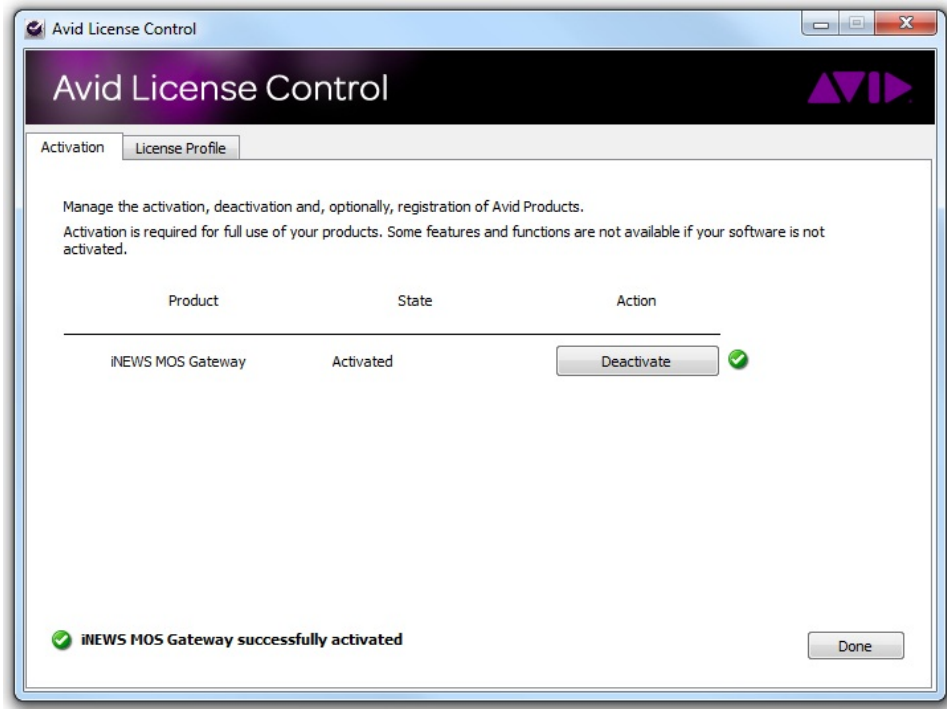 Avid License Control
Avid License Control
AVID
Activation
License Profile
Manage the activation, deactivation and, optionally, registration of Avid Products.
Activation is required for full use of your products. Some features and functions are not available if your software is not
activated.
Product State Action
iNEWS MOS Gateway Activated Deactivate
iNEWS MOS Gateway successfully activated
Done